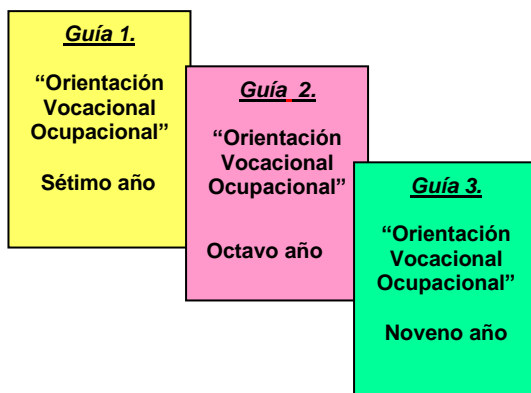 Guía 1.
“Orientación
Vocacional
Ocupacional”
Sétimo año
Guía 2.
“Orientación
Vocacional
Ocupacional”
Octavo año
Guía 3.
“Orientación
Vocacional
Ocupacional”
Noveno año